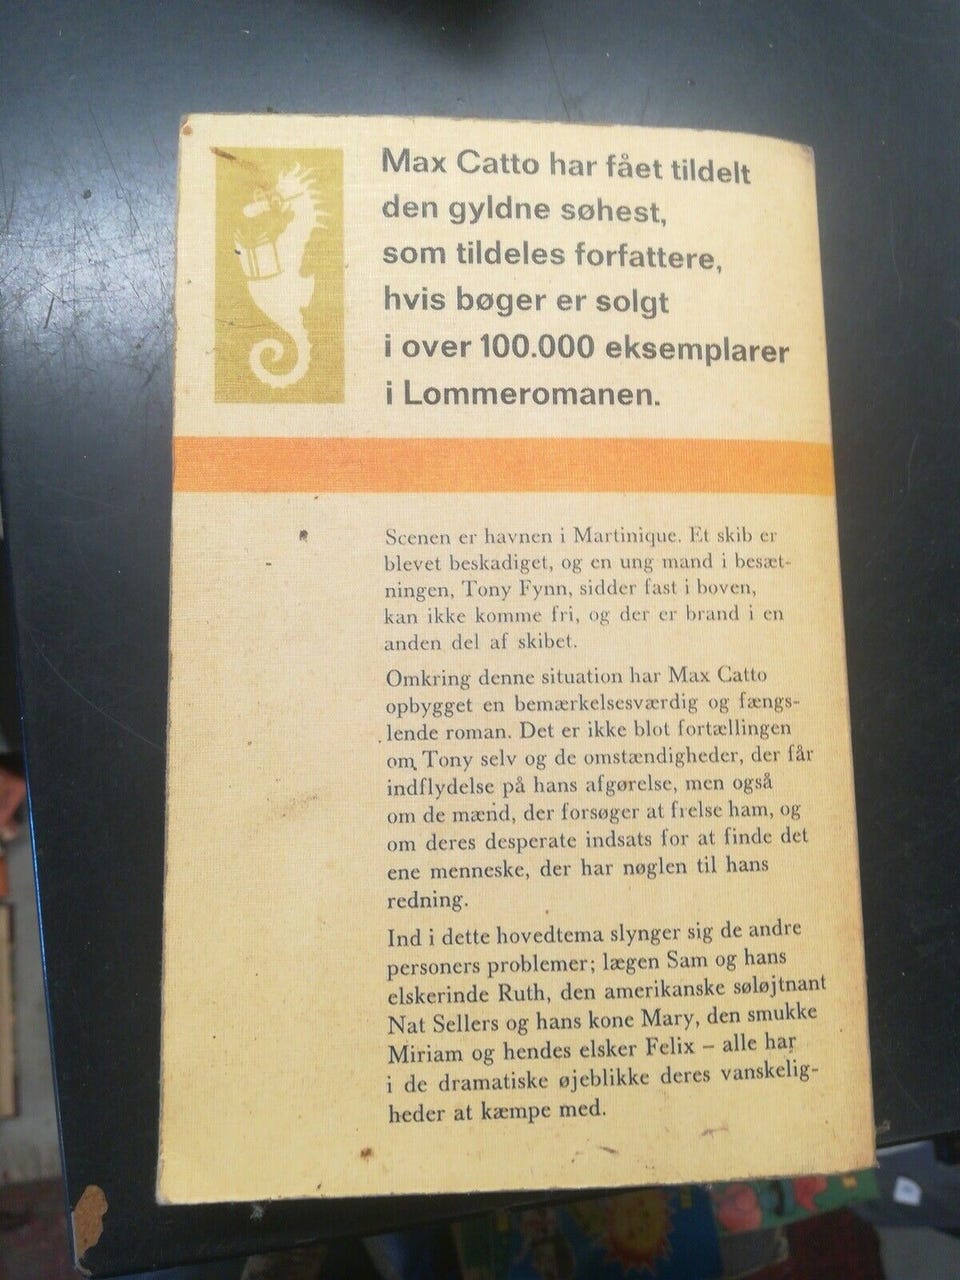 Max Catto har fået tildelt
den gyldne søhest,
som tildeles forfattere,
hvis bøger er solgt
i over 100.000 eksemplarer
i Lommeromanen.
Scenen er havnen i Martinique. Et skib er
blevet beskadiget, og en ung mand i besæt-
ningen, Tony Fynn, sidder fast i boven,
kan ikke komme fri, og der er brand i en
anden del af skibet.
Omkring denne situation har Max Catto
opbygget en bemærkelsesværdig og fængs-
lende roman. Det er ikke blot fortællingen
om Tony selv og de omstændigheder, der får
indflydelse på hans afgørelse, men også
om de mænd, der forsøger at frelse ham, og
om deres desperate indsats for at finde det
ene menneske, der har nøglen til hans
redning.
Ind i dette hovedtema slynger sig de andre
personers problemer; lægen Sam og hans
elskerinde Ruth, den amerikanske søløjtnant
Nat Sellers og hans kone Mary, den smukke
Miriam og hendes elsker Felix – alle har
i de dramatiske øjeblikke deres vanskelig-
heder at kæmpe med.